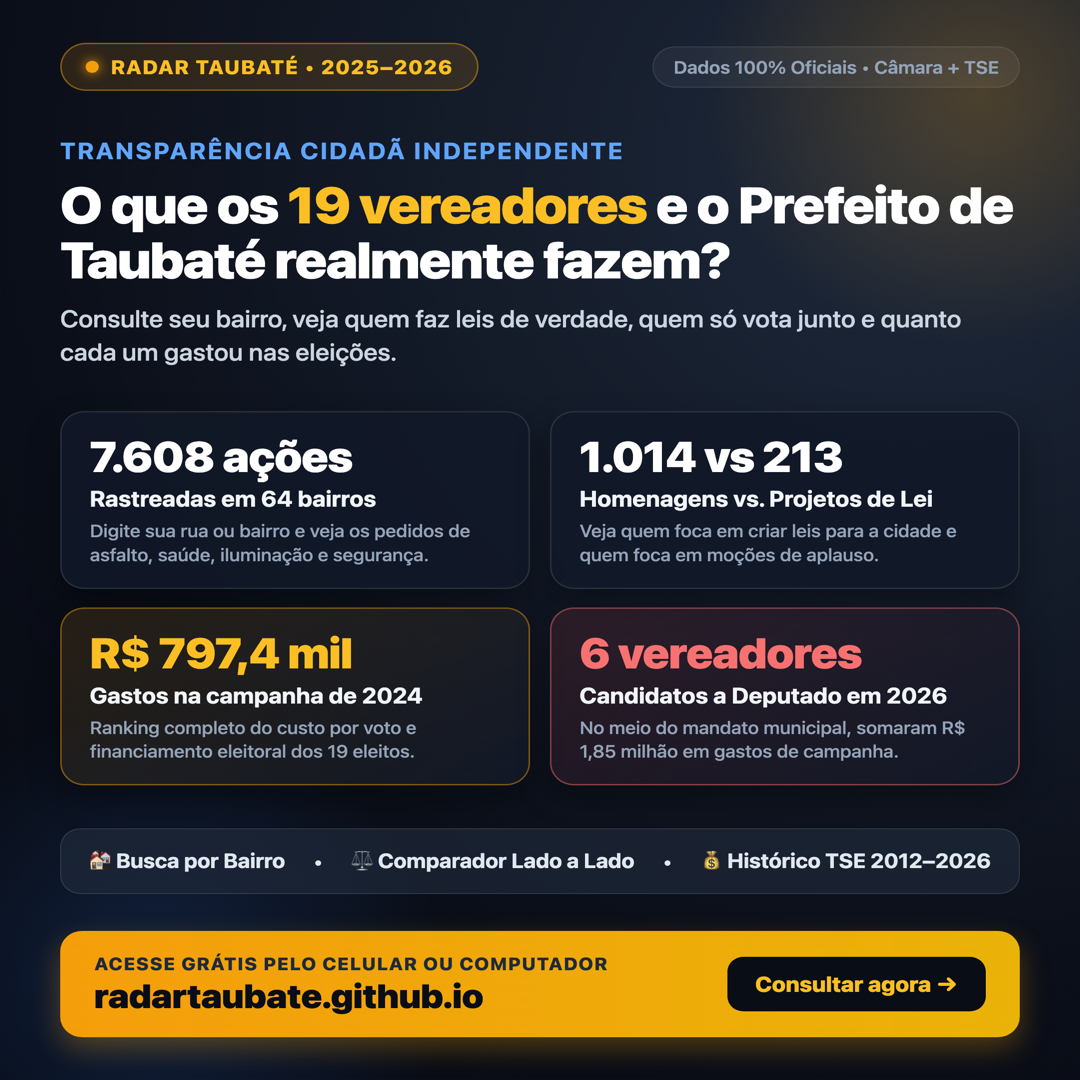 RADAR TAUBATÉ • 2025–2026
Dados 100% Oficiais • Câmara + TSE
TRANSPARÊNCIA CIDADÃ INDEPENDENTE
O que os 19 vereadores e o Prefeito de
Taubaté realmente fazem?
Consulte seu bairro, veja quem faz leis de verdade, quem só vota junto e quanto
cada um gastou nas eleições.
7.608 ações
Rastreadas em 64 bairros
Digite sua rua ou bairro e veja os pedidos de
asfalto, saúde, iluminação e segurança.
1.014 vs 213
Homenagens vs. Projetos de Lei
Veja quem foca em criar leis para a cidade e
quem foca em moções de aplauso.
R$ 797,4 mil
Gastos na campanha de 2024
Ranking completo do custo por voto e
financiamento eleitoral dos 19 eleitos.
6 vereadores
Candidatos a Deputado em 2026
No meio do mandato municipal, somaram R$
1,85 milhão em gastos de campanha.
Busca por Bairro • Comparador Lado a Lado • Histórico TSE 2012–2026
ACESSE GRÁTIS PELO CELULAR OU COMPUTADOR
radartaubate.github.io
Consultar agora →